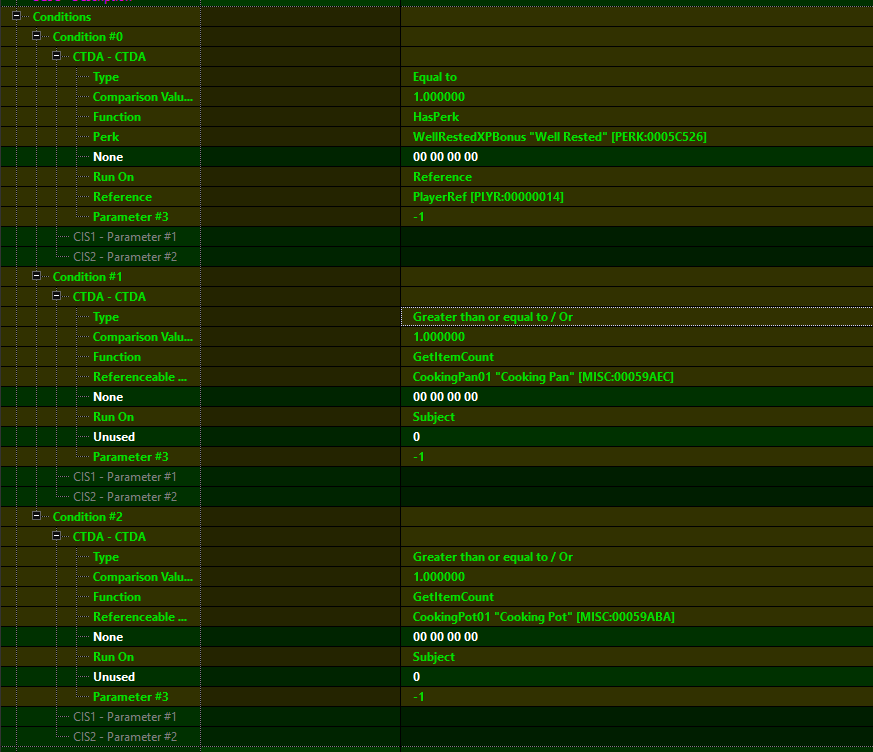 Conditions
Condition #0
CTDA - CTDA
Type Equal to
Comparison Valu... 1.000000
Function HasPerk
Perk WellRestedXPBonus "Well Rested" [PERK:0005C526]
None 00 00 00 00
Run On Reference
Reference PlayerRef [PLYR:00000014]
Parameter #3 -1
CIS1 - Parameter #1
CIS2 - Parameter #2
Condition #1
CTDA - CTDA
Type Greater than or equal to / Or
Comparison Valu... 1.000000
Function GetItemCount
Referenceable ... CookingPan01 "Cooking Pan" [MISC:00059AEC]
None 00 00 00 00
Run On Subject
Unused 0
Parameter #3 -1
CIS1 - Parameter #1
CIS2 - Parameter #2
Condition #2
CTDA - CTDA
Type Greater than or equal to / Or
Comparison Valu... 1.000000
Function GetItemCount
Referenceable ... CookingPot01 "Cooking Pot" [MISC:00059ABA]
None 00 00 00 00
Run On Subject
Unused 0
Parameter #3 -1
CIS1 - Parameter #1
CIS2 - Parameter #2